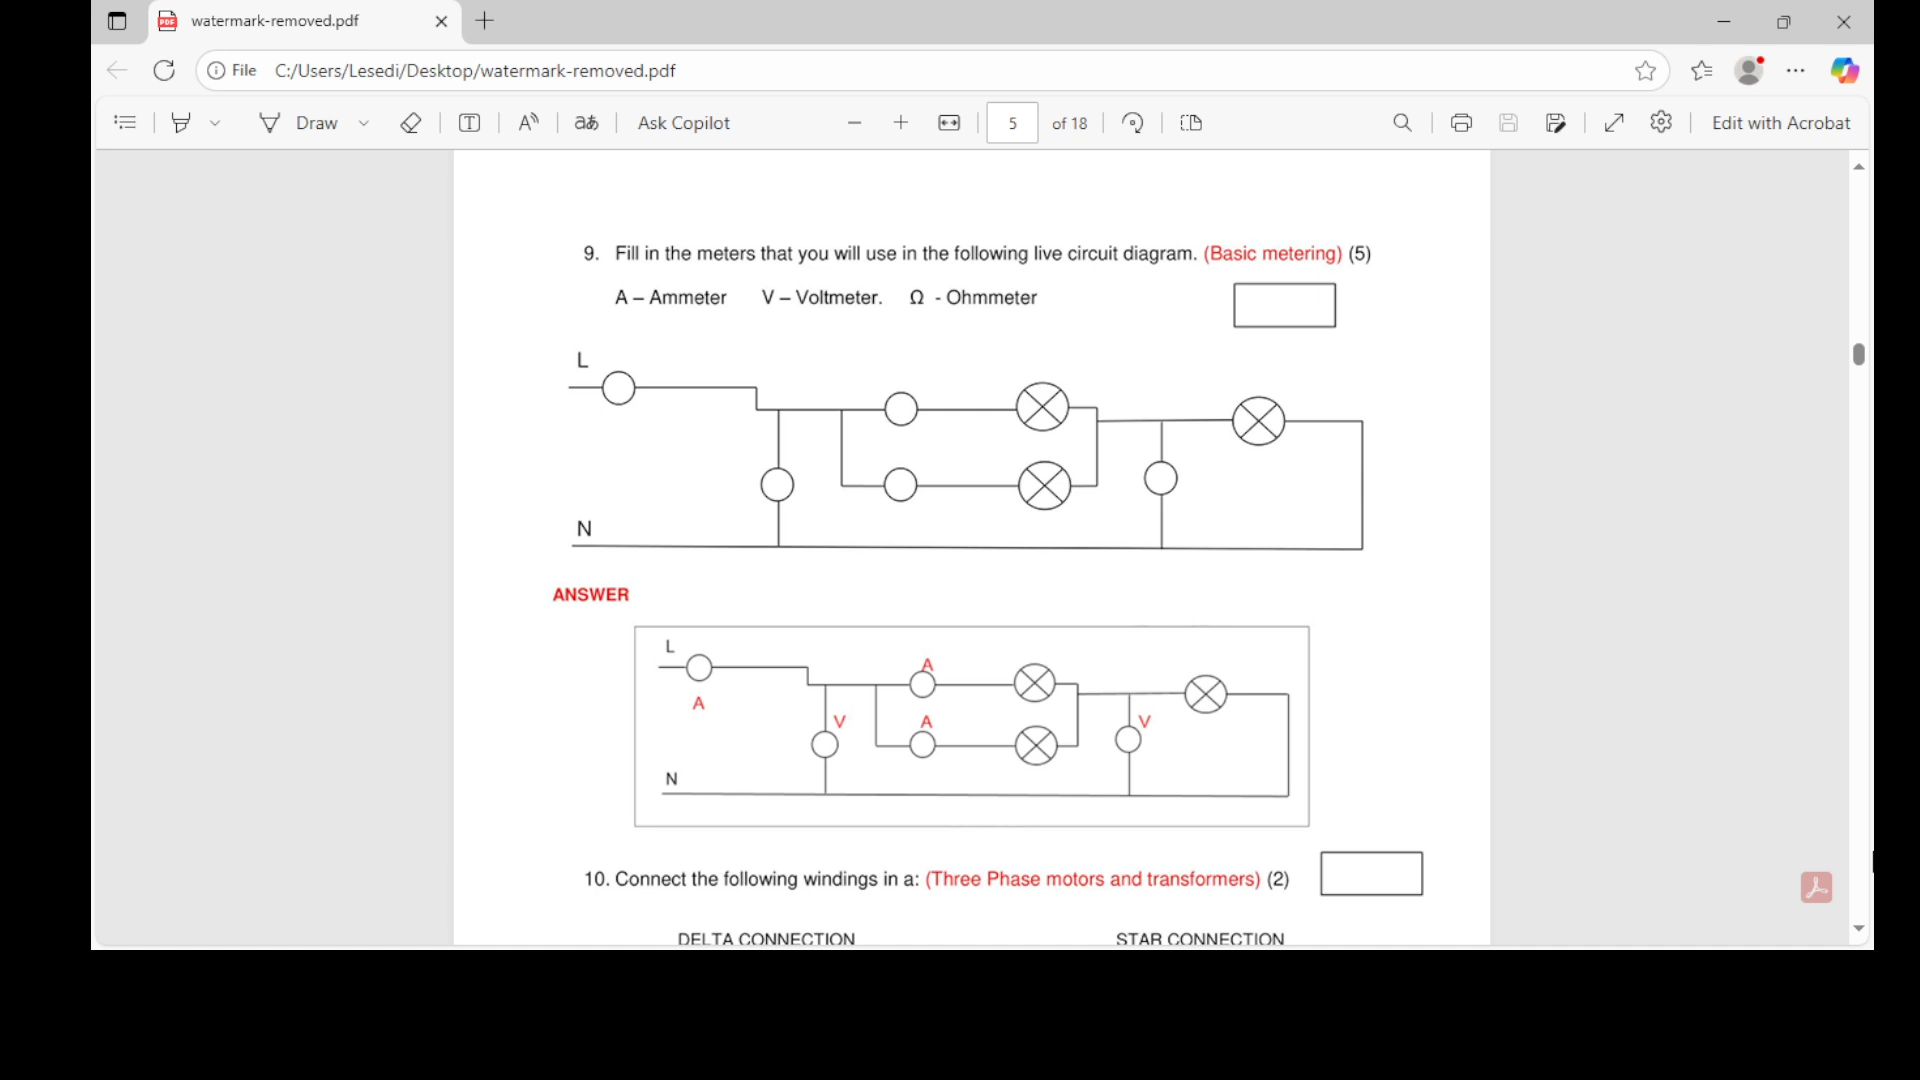 watermark-removed.pdf
File C:/Users/Lesedi/Desktop/watermark-removed.pdf
Draw Ask Copilot 5 of 18 Edit with Acrobat
9. Fill in the meters that you will use in the following live circuit diagram. (Basic metering) (5)
A – Ammeter V – Voltmeter. Ω - Ohmmeter
L
N
ANSWER
L
A
A
V A V
N
10. Connect the following windings in a: (Three Phase motors and transformers) (2)
DELTA CONNECTION STAR CONNECTION